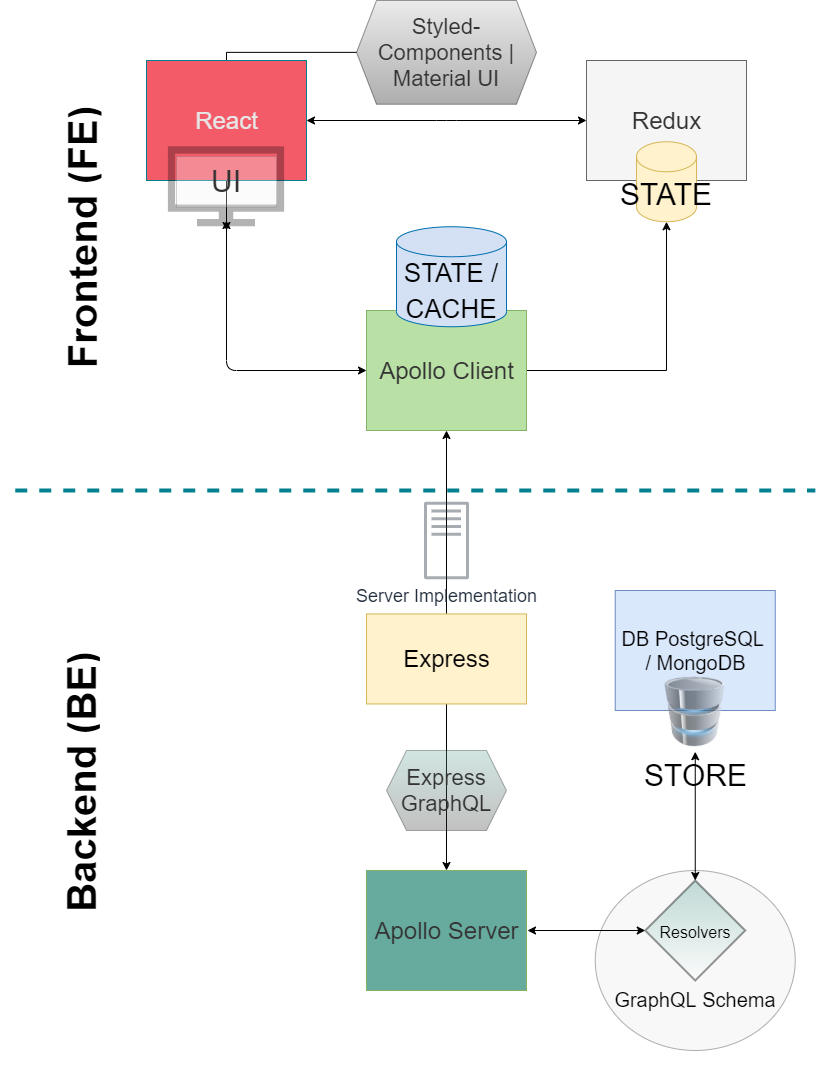 Styled-
Components |
Material UI
Frontend (FE)
React
Redux
UI
STATE
STATE /
CACHE
Apollo Client
Server Implementation
Backend (BE)
Express
DB PostgreSQL
/ MongoDB
STORE
Express
GraphQL
Apollo Server
Resolvers
GraphQL Schema